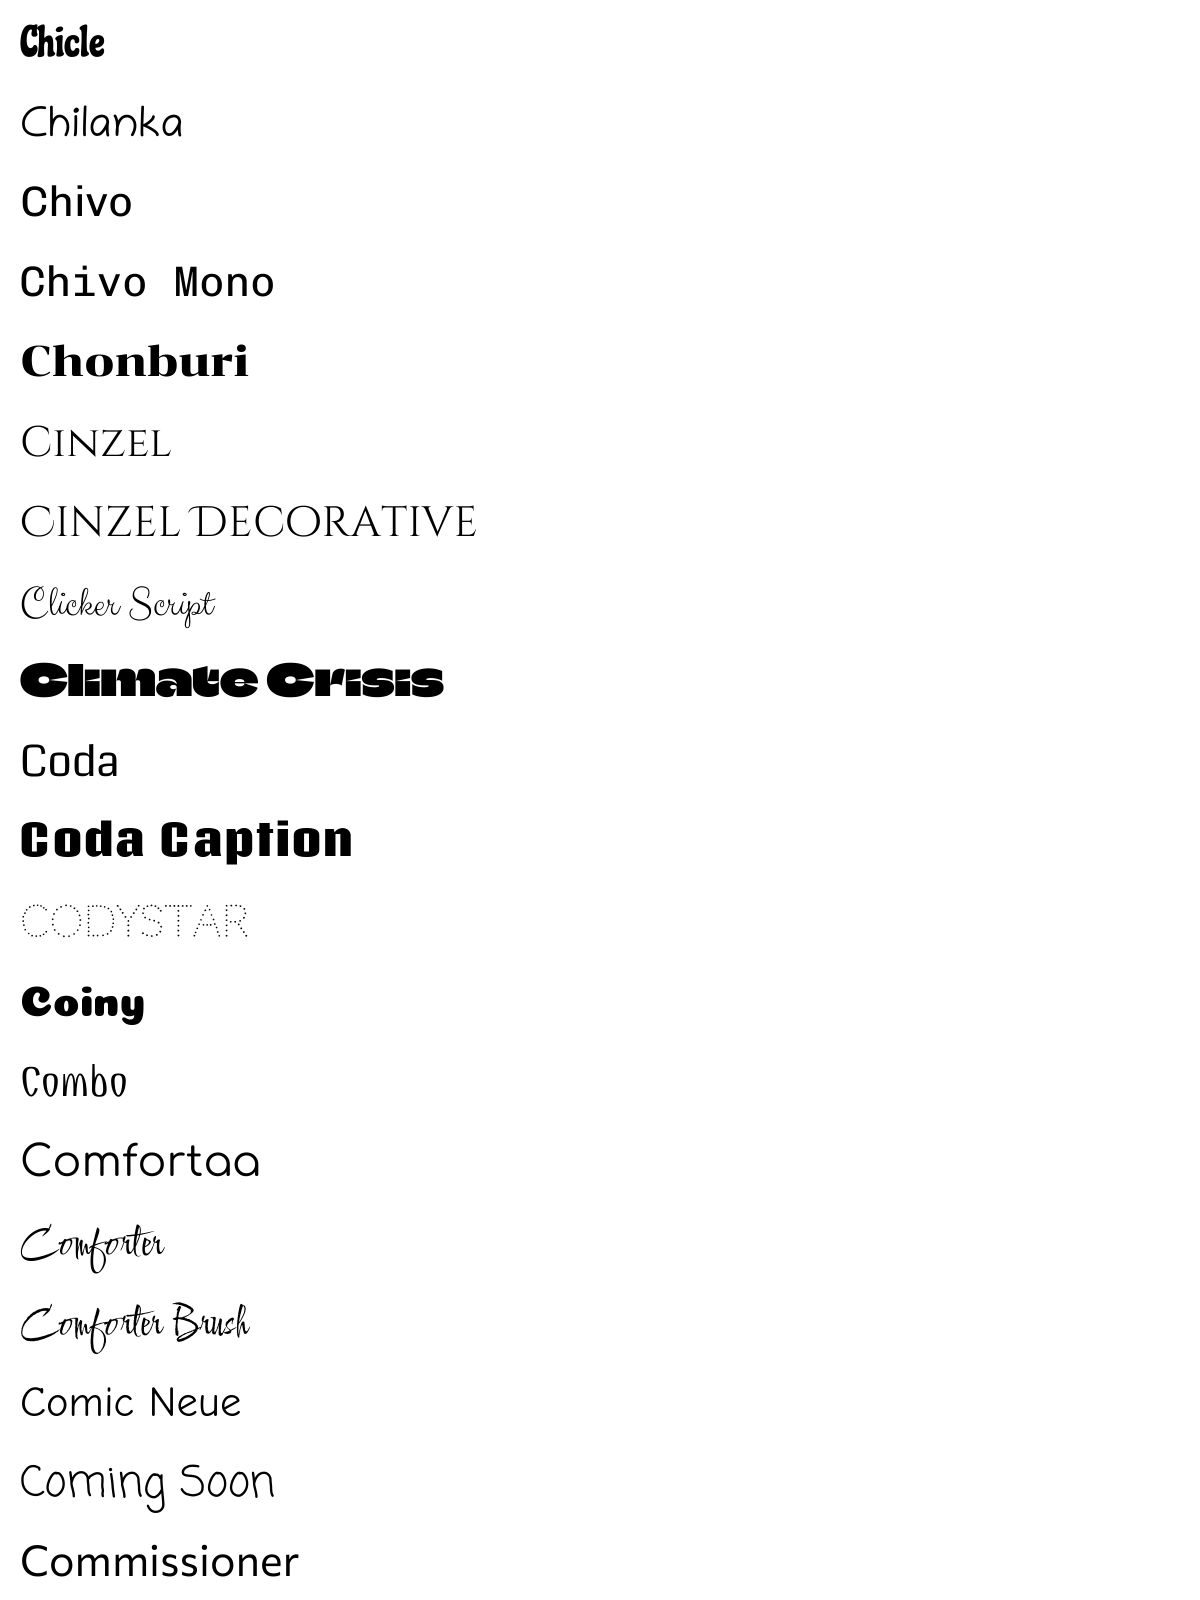 Chicle
Chilanka
Chivo
Chivo Mono
Chonburi
Cinzel
Cinzel Decorative
Clicker Script
Climate Crisis
Coda
Coda Caption
CODYSTAR
Coiny
Combo
Comfortaa
Comforter
Comforter Brush
Comic Neue
Coming Soon
Commissioner